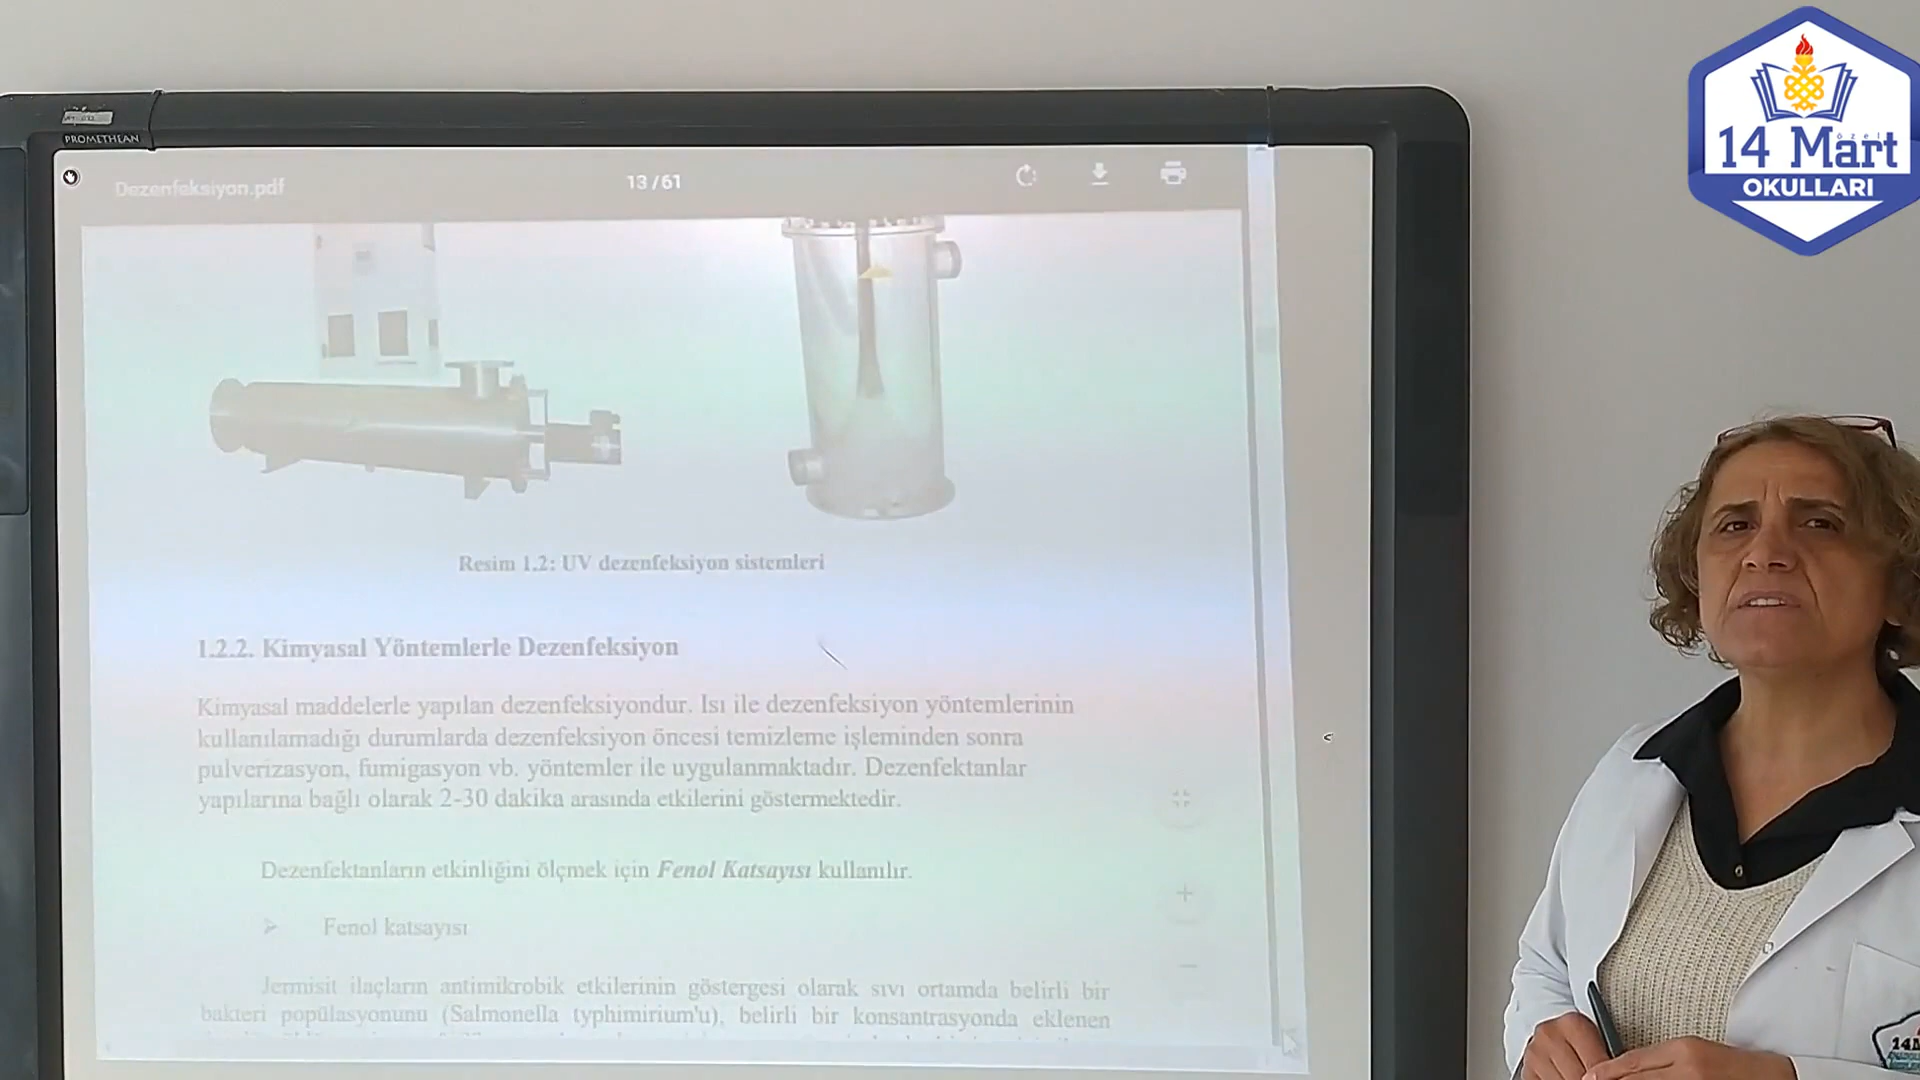 14 Mart
özel
OKULLARI
PROMETHEAN
Dezenfeksiyon.pdf
13 / 61
Resim 1.2: UV dezenfeksiyon sistemleri
1.2.2. Kimyasal Yöntemlerle Dezenfeksiyon
Kimyasal maddelerle yapılan dezenfeksiyondur. Isı ile dezenfeksiyon yöntemlerinin
kullanılamadığı durumlarda dezenfeksiyon öncesi temizleme işleminden sonra
pulverizasyon, fumigasyon vb. yöntemler ile uygulanmaktadır. Dezenfektanlar
yapılarına bağlı olarak 2-30 dakika arasında etkilerini göstermektedir.
Dezenfektanların etkinliğini ölçmek için Fenol Katsayısı kullanılır.
➢ Fenol katsayısı
Jermisit ilaçların antimikrobik etkilerinin göstergesi olarak sıvı ortamda belirli bir
bakteri popülasyonunu (Salmonella typhimirium'u), belirli bir konsantrasyonda eklenen